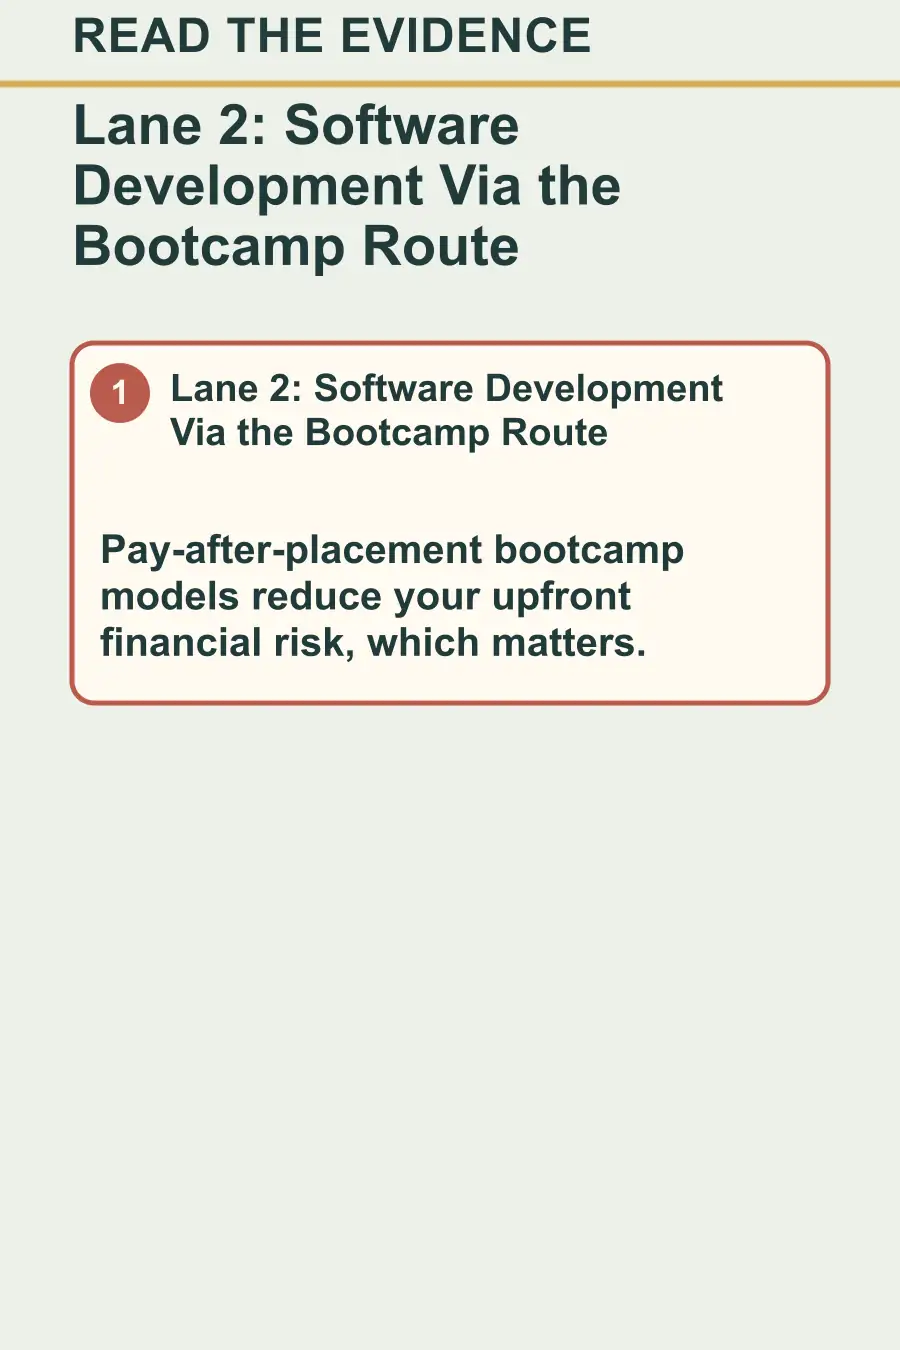 READ THE EVIDENCE
Lane 2: Software
Development Via the
Bootcamp Route
1
Lane 2: Software Development
Via the Bootcamp Route
Pay-after-placement bootcamp
models reduce your upfront
financial risk, which matters.